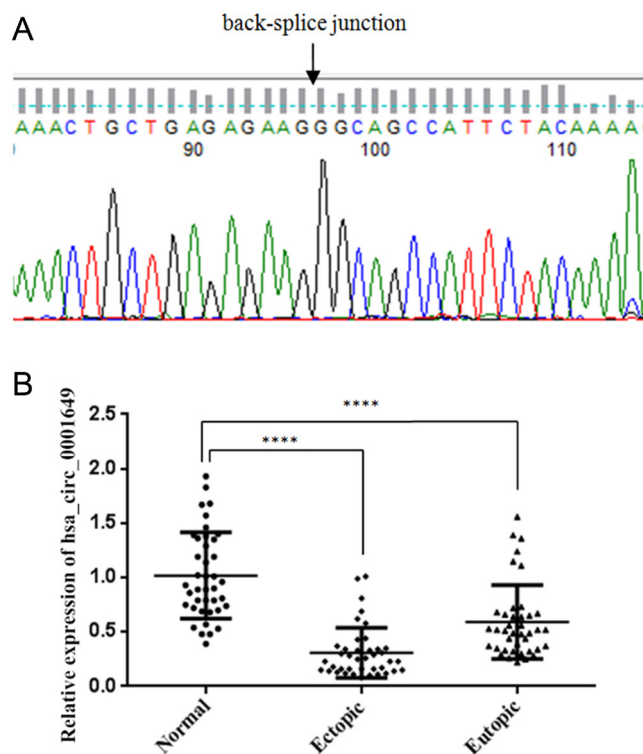 A
back-splice junction
AAACTGCTGAGAGAAGGGCAGCCATTCTACAAAA
90 100 110
B
Relative expression of hsa_circ_0001649
2.5
2.0
1.5
1.0
0.5
0.0
****
****
Normal
Ectopic
Eutopic